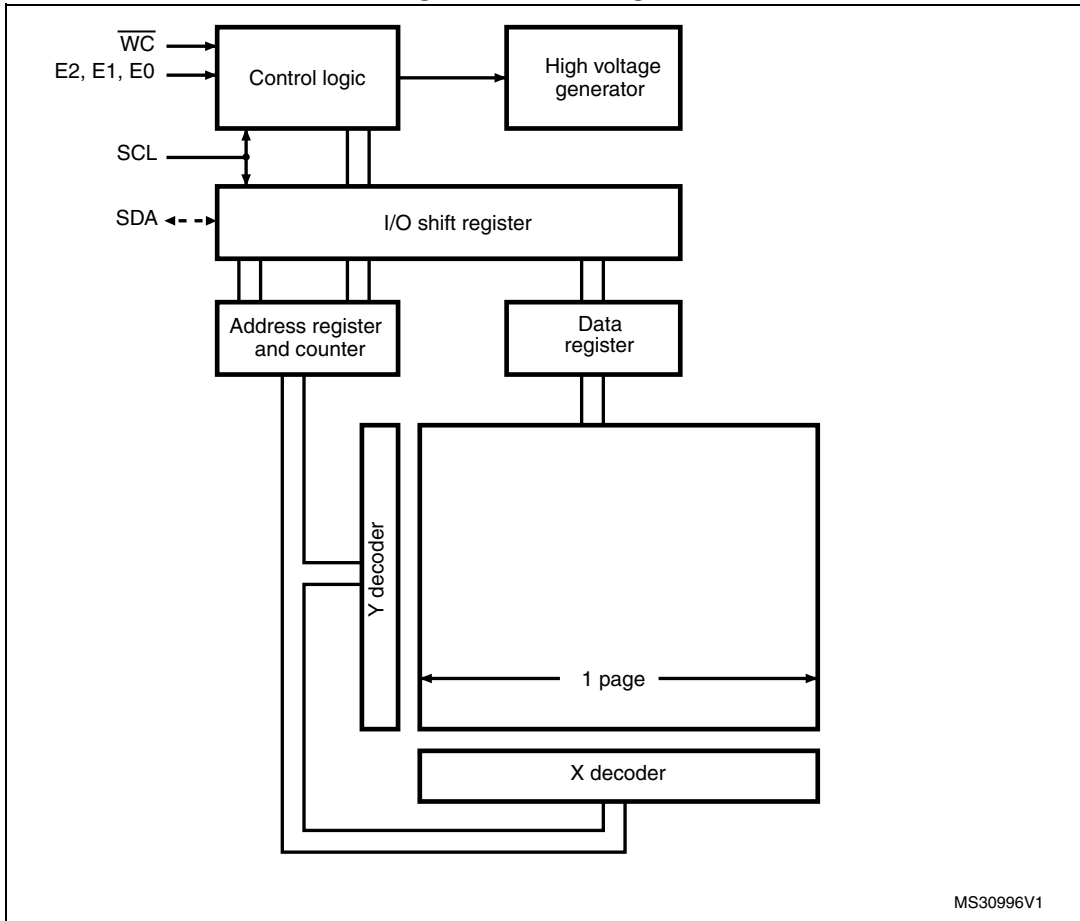 W̅C̅
E2, E1, E0
Control logic
High voltage
generator
SCL
SDA
I/O shift register
Address register
and counter
Data
register
Y decoder
1 page
X decoder
MS30996V1